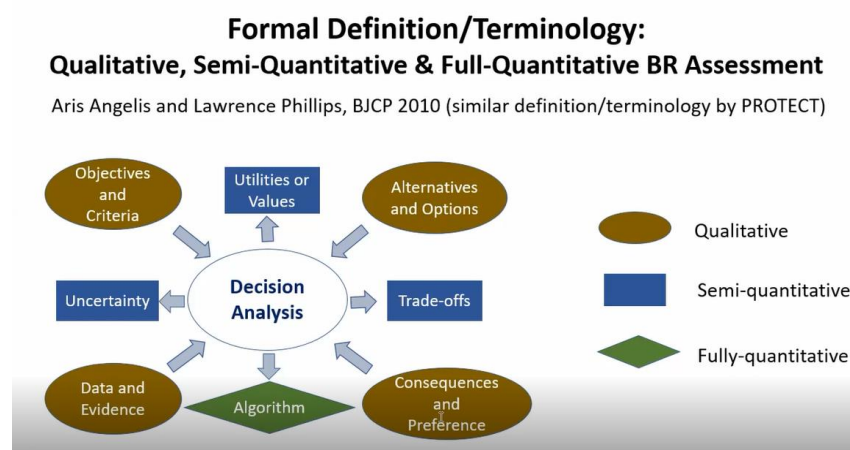 Formal Definition/Terminology:
Qualitative, Semi-Quantitative & Full-Quantitative BR Assessment
Aris Angelis and Lawrence Phillips, BJCP 2010 (similar definition/terminology by PROTECT)
Objectives
and
Criteria
Utilities or
Values
Alternatives
and Options
Qualitative
Uncertainty
Decision
Analysis
Trade-offs
Semi-quantitative
Data and
Evidence
Algorithm
Consequences
and
Preference
Fully-quantitative